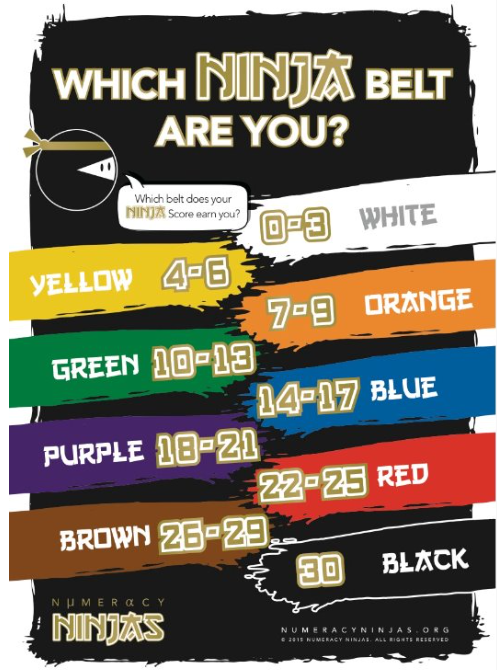 WHICH NINJA BELT
ARE YOU?
Which belt does your
NINJA Score earn you?
0-3 WHITE
YELLOW 4-6
7-9 ORANGE
GREEN 10-13
14-17 BLUE
PURPLE 18-21
22-25 RED
BROWN 26-29
30 BLACK
NμMERαCY
NINJAS
NUMERACYNINJAS.ORG
© 2015 NUMERACY NINJAS. ALL RIGHTS RESERVED